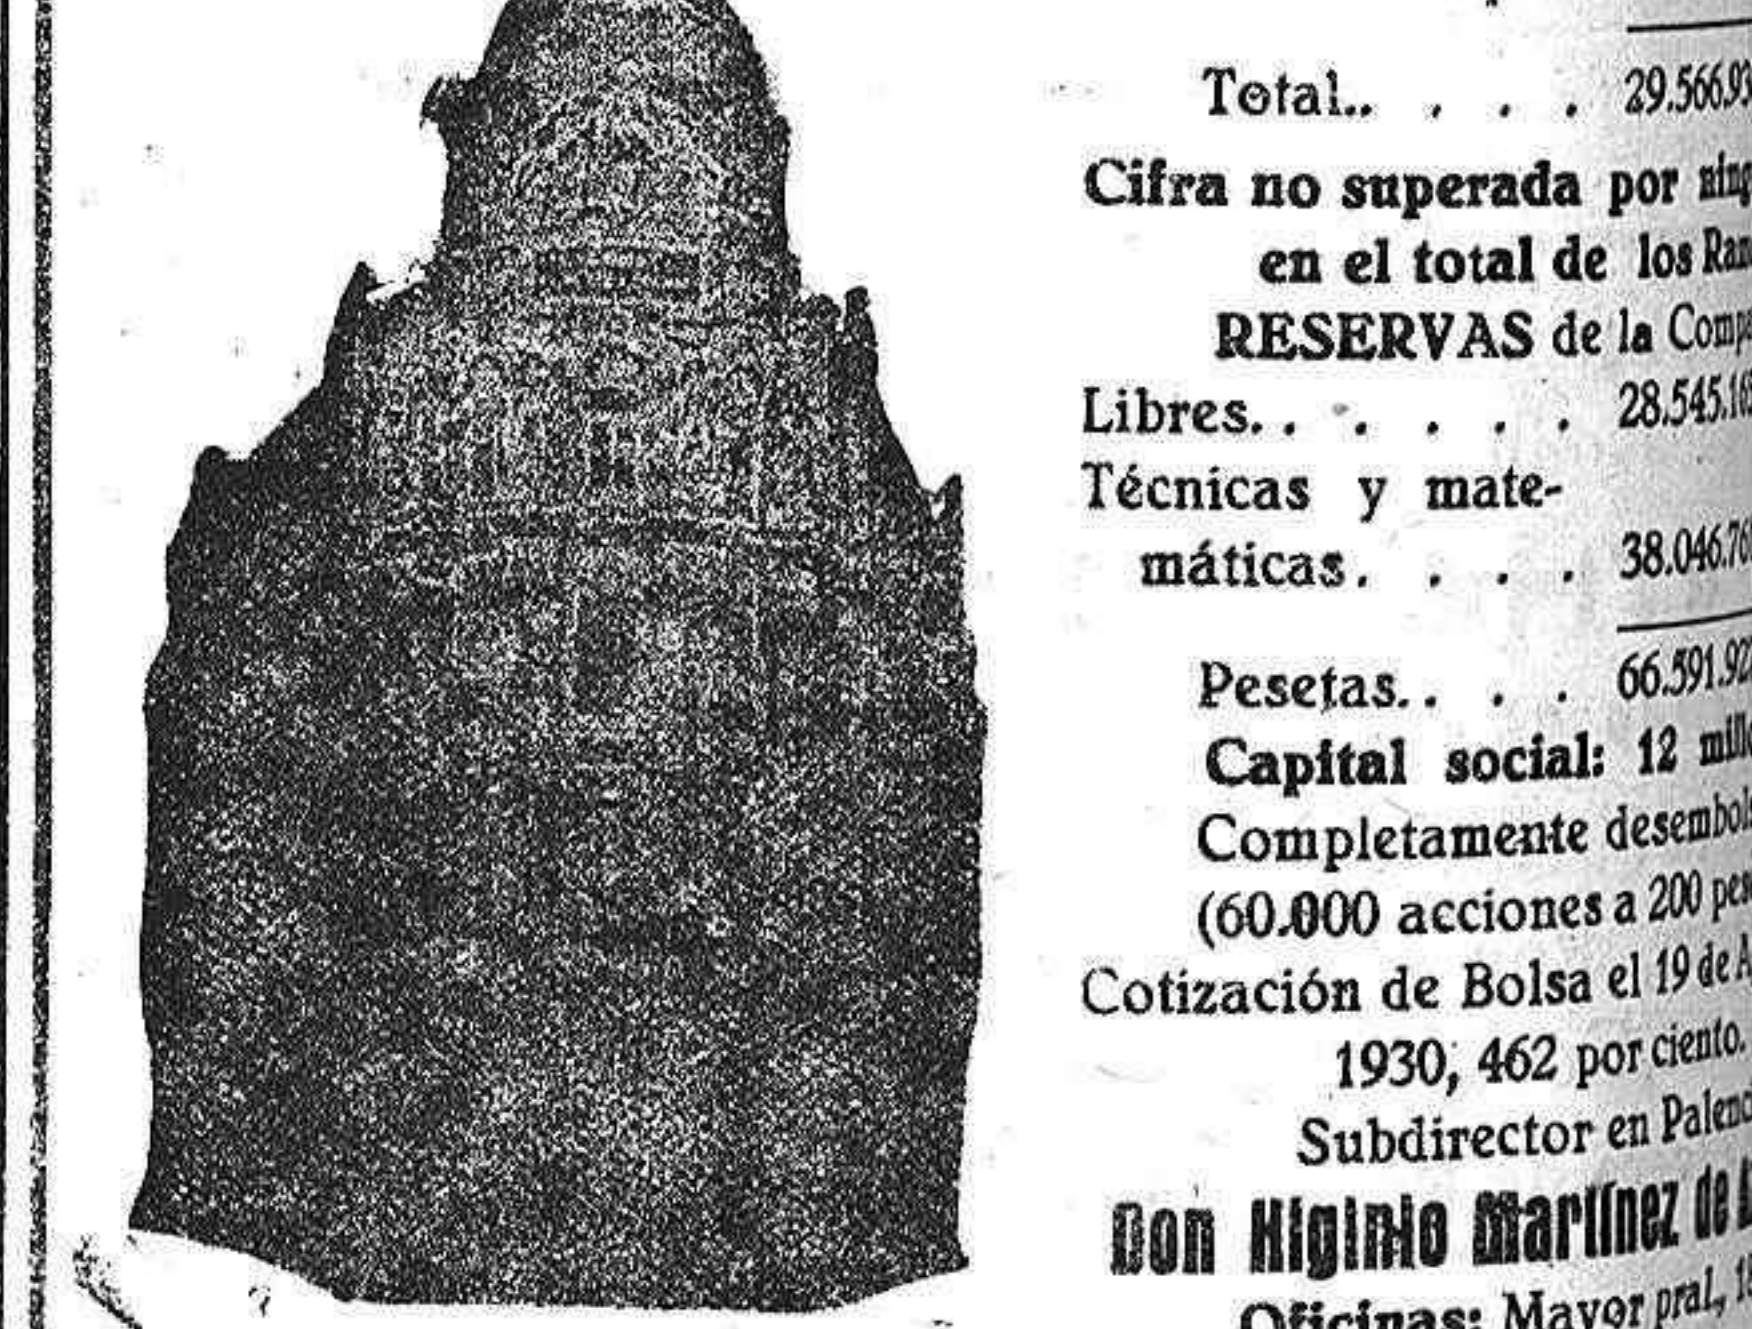 Total.. . . . 29.566.93
Cifra no superada por
en el total de los
RESERVAS de la
Libres. . . . . . 28.545.16
Técnicas y mate-
máticas. . . . . 38.046.76
Pesetas. . . . 66.591.92
Capital social: 12
Completamente
(60.000 acciones a 200
Cotización de Bolsa el 19 de
1930, 462 por ciento.
Subdirector en
Don Higinio Martínez de
Oficinas: Mayor pral.,